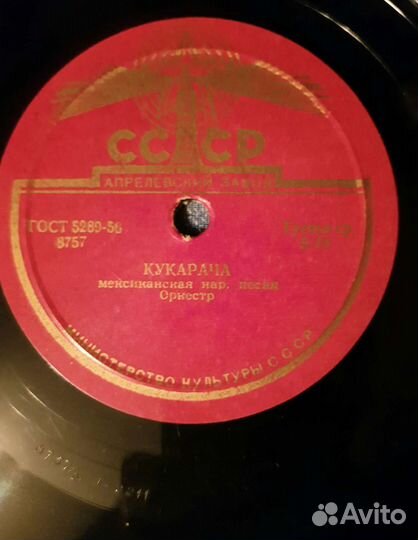 СССР
АПРЕЛЕВСКИЙ ЗАВОД
ГОСТ 5289-56
8757
КУКАРАЧА
мексиканская нар. песня
Оркестр
МИНИСТЕРСТВО КУЛЬТУРЫ СССР
Avito